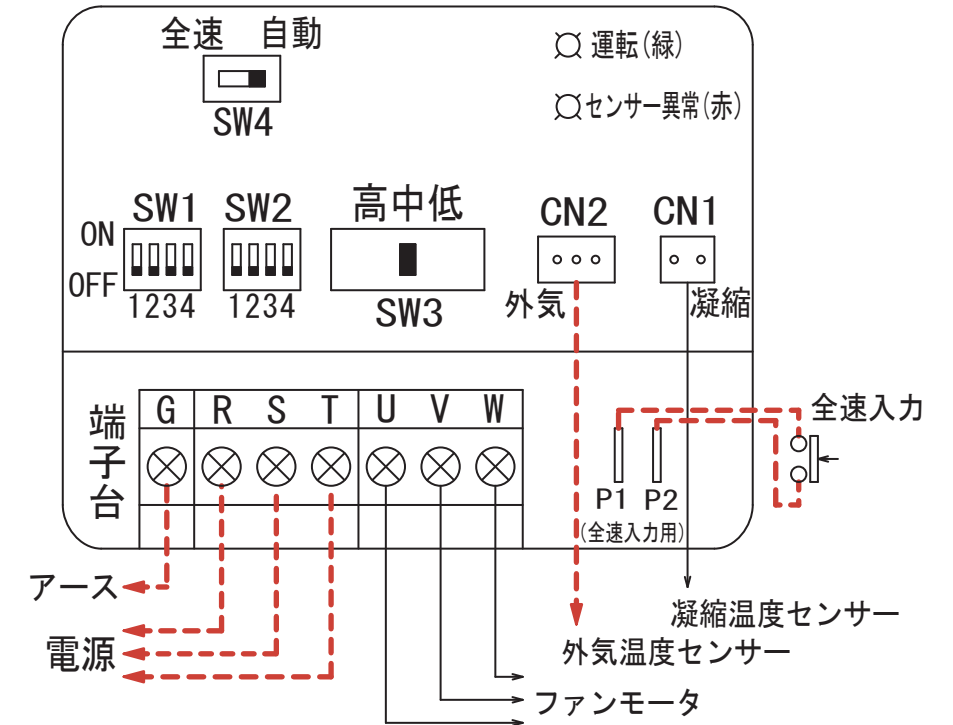 全速 自動
SW4
運転(緑)
センサー異常(赤)
SW1 SW2 高中低 CN2 CN1
ON
OFF
1234 1234
SW3
外気 凝縮
端子台
G R S T U V W
全速入力
P1 P2
(全速入力用)
アース
電源
凝縮温度センサー
外気温度センサー
ファンモータ